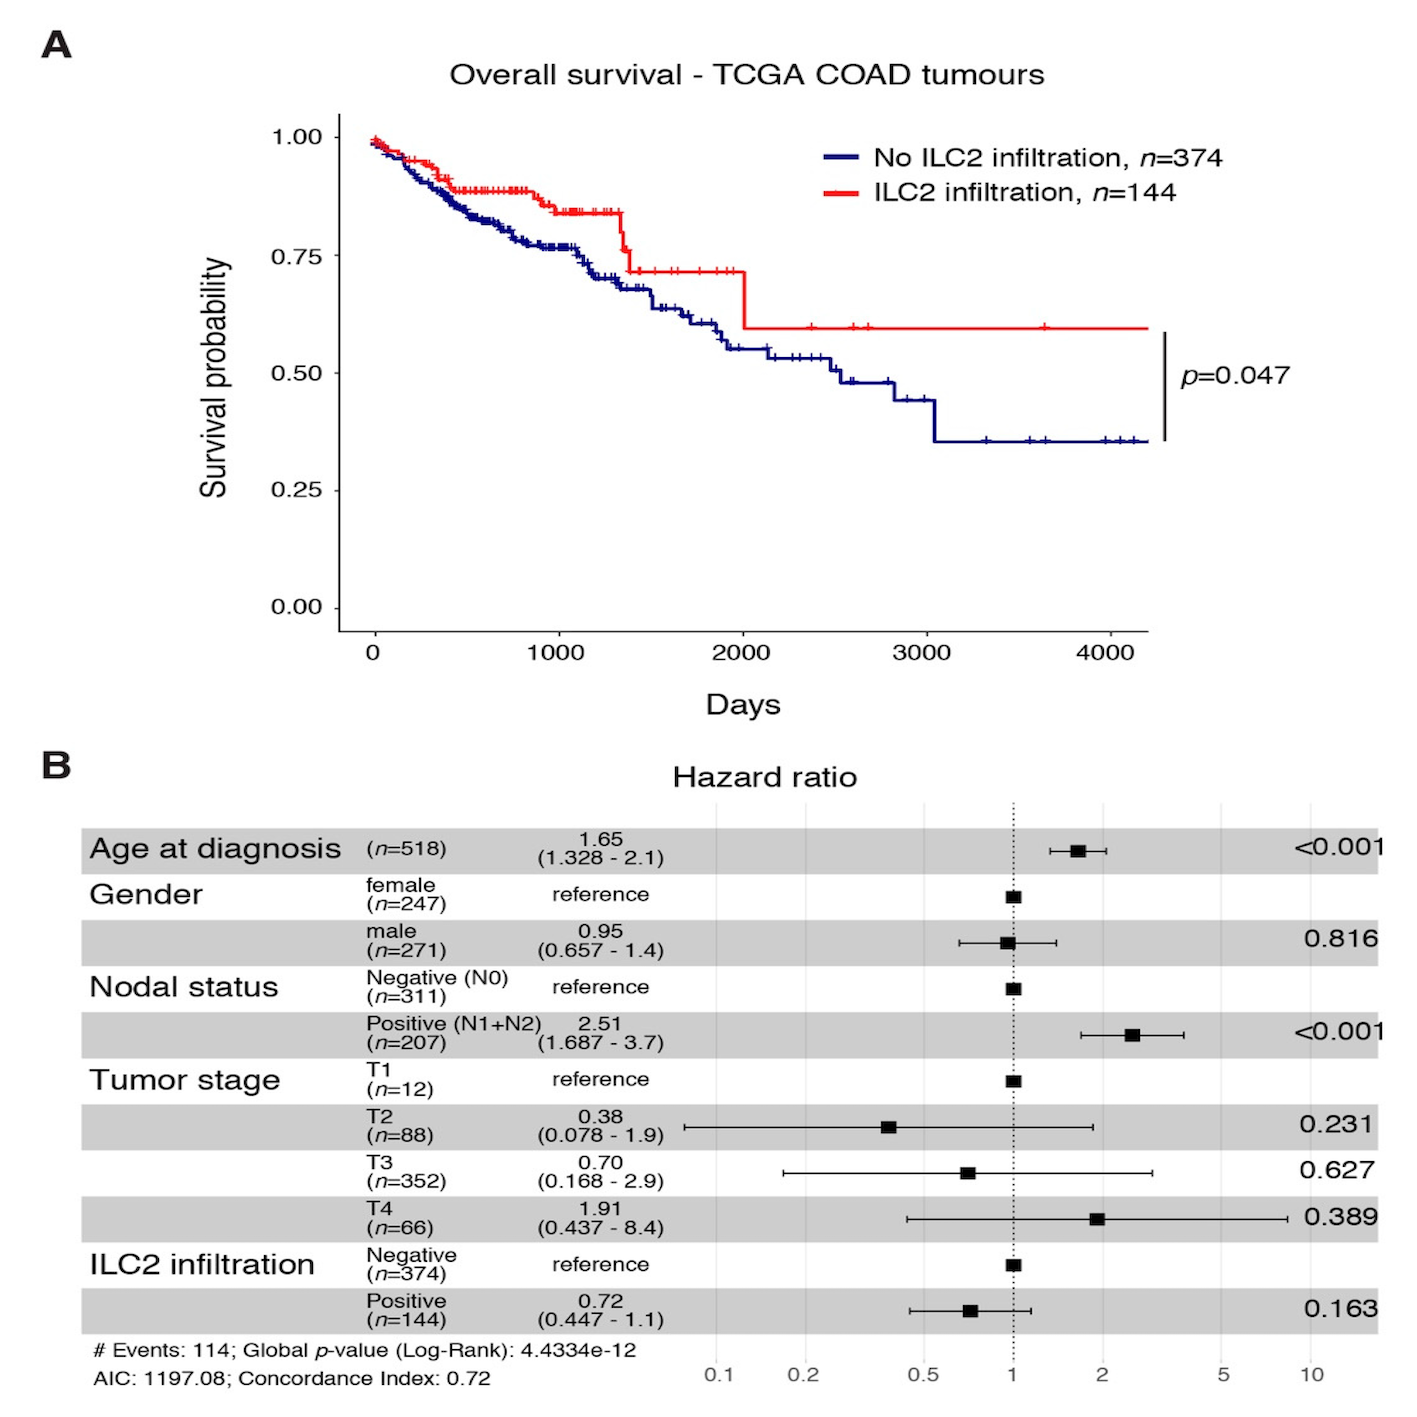 A
Overall survival - TCGA COAD tumours
No ILC2 infiltration, n=374
ILC2 infiltration, n=144
Survival probability
1.00
0.75
0.50
0.25
0.00
p=0.047
0 1000 2000 3000 4000
Days
B
Hazard ratio
Age at diagnosis (n=518) 1.65 (1.328 - 2.1) <0.001
Gender female (n=247) reference
male (n=271) 0.95 (0.657 - 1.4) 0.816
Nodal status Negative (N0) (n=311) reference
Positive (N1+N2) (n=207) 2.51 (1.687 - 3.7) <0.001
Tumor stage T1 (n=12) reference
T2 (n=88) 0.38 (0.078 - 1.9) 0.231
T3 (n=352) 0.70 (0.168 - 2.9) 0.627
T4 (n=66) 1.91 (0.437 - 8.4) 0.389
ILC2 infiltration Negative (n=374) reference
Positive (n=144) 0.72 (0.447 - 1.1) 0.163
# Events: 114; Global p-value (Log-Rank): 4.4334e-12
AIC: 1197.08; Concordance Index: 0.72
0.1 0.2 0.5 1 2 5 10